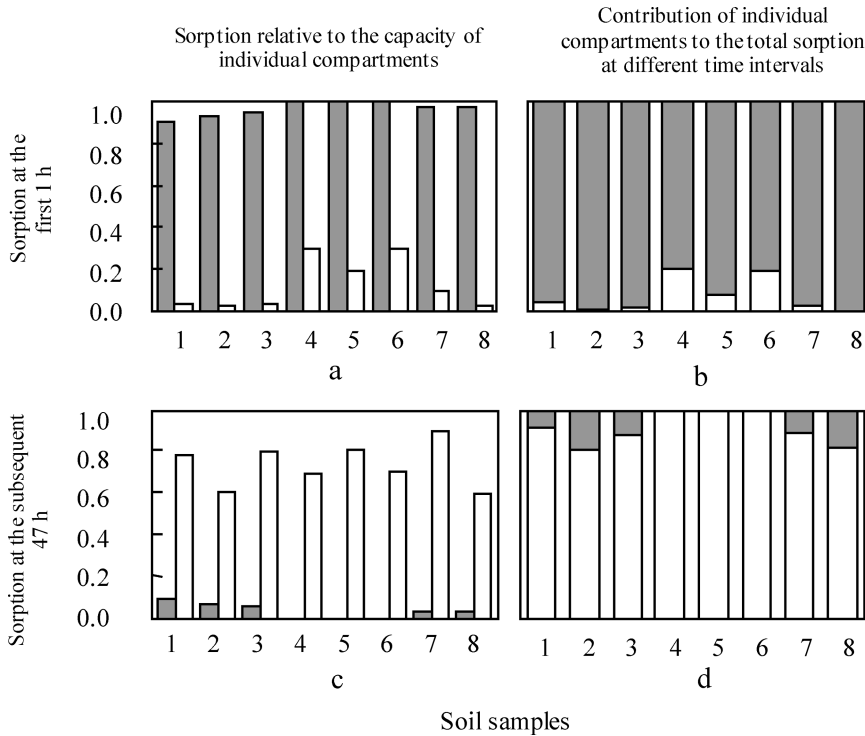 Sorption relative to the capacity of
individual compartments
Contribution of individual
compartments to the total sorption
at different time intervals
Sorption at the
first 1 h
1.0
0.8
0.6
0.4
0.2
0.0
1 2 3 4 5 6 7 8
a
1 2 3 4 5 6 7 8
b
Sorption at the subsequent
47 h
1.0
0.8
0.6
0.4
0.2
0.0
1 2 3 4 5 6 7 8
c
1 2 3 4 5 6 7 8
d
Soil samples